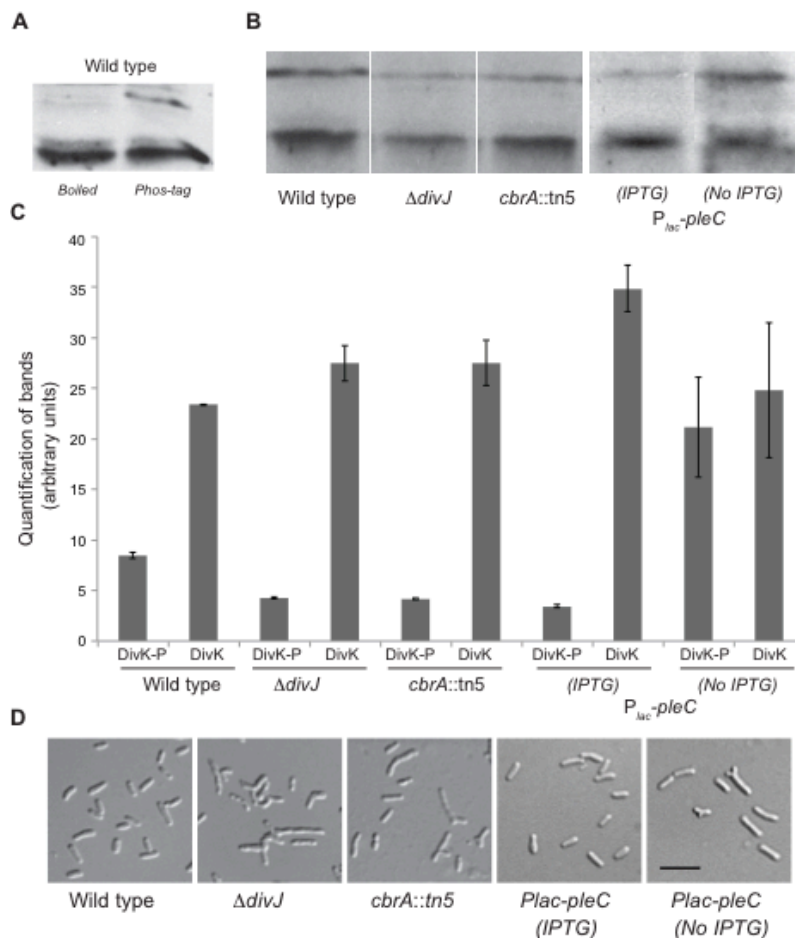 A
Wild type
Boiled Phos-tag
B
Wild type ΔdivJ cbrA::tn5 (IPTG) (No IPTG)
Plac-pleC
C
Quantification of bands
(arbitrary units)
40
35
30
25
20
15
10
5
0
DivK-P DivK DivK-P DivK DivK-P DivK DivK-P DivK DivK-P DivK
Wild type ΔdivJ cbrA::tn5 (IPTG) (No IPTG)
Plac-pleC
D
Wild type ΔdivJ cbrA::tn5 Plac-pleC Plac-pleC
(IPTG) (No IPTG)